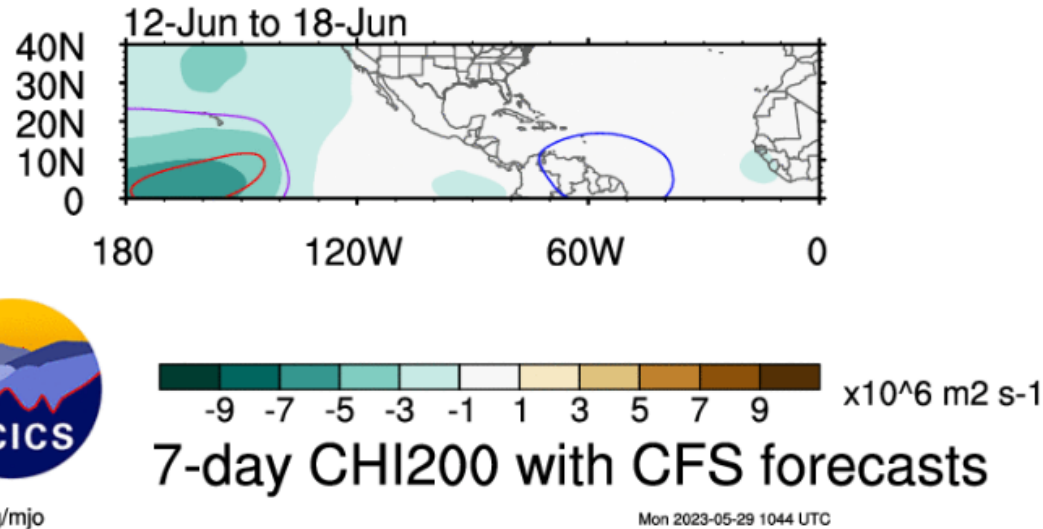 12-Jun to 18-Jun
40N
30N
20N
10N
0
180 120W 60W 0
-9 -7 -5 -3 -1 1 3 5 7 9
x10^6 m2 s-1
CICS
7-day CHI200 with CFS forecasts
/mjo
Mon 2023-05-29 1044 UTC